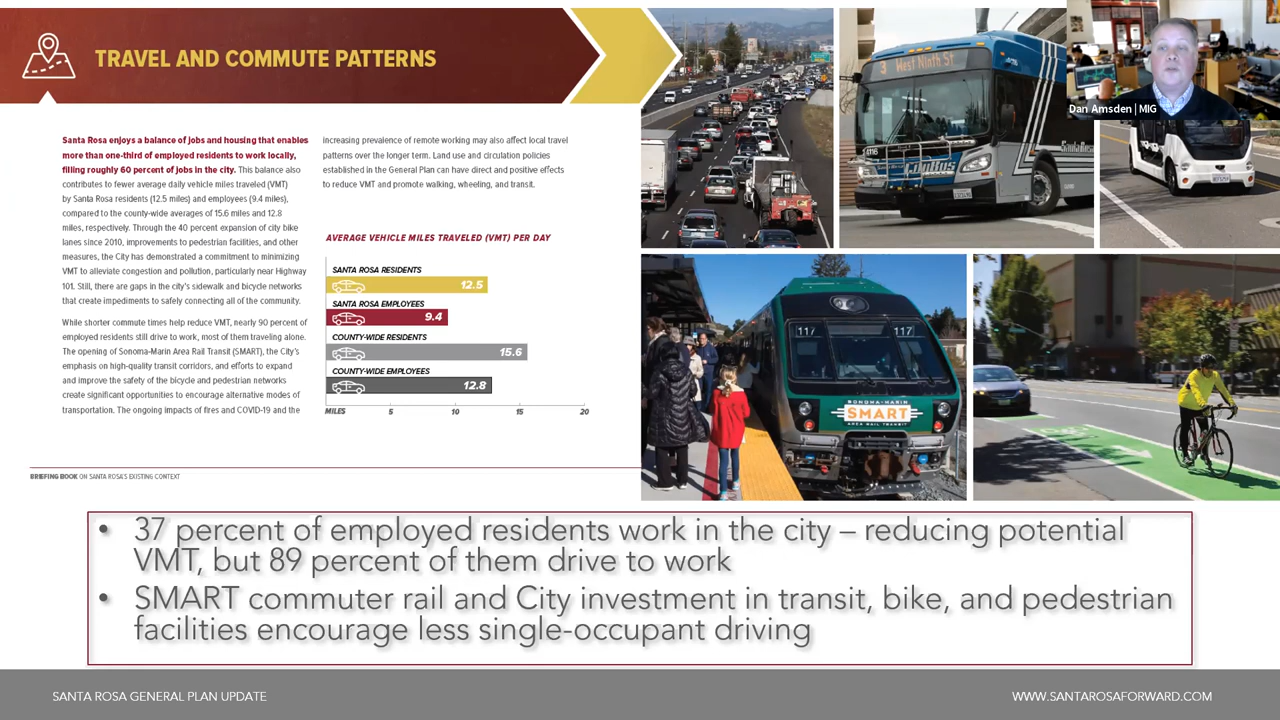 TRAVEL AND COMMUTE PATTERNS
Santa Rosa enjoys a balance of jobs and housing that enables
more than one-third of employed residents to work locally,
filling roughly 60 percent of jobs in the city. This balance also
contributes to fewer average daily vehicle miles traveled (VMT)
by Santa Rosa residents (12.5 miles) and employees (9.4 miles),
compared to the county-wide averages of 15.6 miles and 12.8
miles, respectively. Through the 40 percent expansion of city bike
lanes since 2010, improvements to pedestrian facilities, and other
measures, the City has demonstrated a commitment to minimizing
VMT to alleviate congestion and pollution, particularly near Highway
101. Still, there are gaps in the city's sidewalk and bicycle networks
that create impediments to safely connecting all of the community.
While shorter commute times help reduce VMT, nearly 90 percent of
employed residents still drive to work, most of them traveling alone.
The opening of Sonoma-Marin Area Rail Transit (SMART), the City's
emphasis on high-quality transit corridors, and efforts to expand
and improve the safety of the bicycle and pedestrian networks
create significant opportunities to encourage alternative modes of
transportation. The ongoing impacts of fires and COVID-19 and the
increasing prevalence of remote working may also affect local travel
patterns over the longer term. Land use and circulation policies
established in the General Plan can have direct and positive effects
to reduce VMT and promote walking, wheeling, and transit.
AVERAGE VEHICLE MILES TRAVELED (VMT) PER DAY
SANTA ROSA RESIDENTS
12.5
SANTA ROSA EMPLOYEES
9.4
COUNTY-WIDE RESIDENTS
15.6
COUNTY-WIDE EMPLOYEES
12.8
MILES 5 10 15 20
BRIEFING BOOK ON SANTA ROSA'S EXISTING CONTEXT
3 West Ninth St
Dan Amsden | MIG
117 117
SONOMA-MARIN
SMART
AREA RAIL TRANSIT
• 37 percent of employed residents work in the city – reducing potential
VMT, but 89 percent of them drive to work
• SMART commuter rail and City investment in transit, bike, and pedestrian
facilities encourage less single-occupant driving
SANTA ROSA GENERAL PLAN UPDATE
WWW.SANTAROSAFORWARD.COM